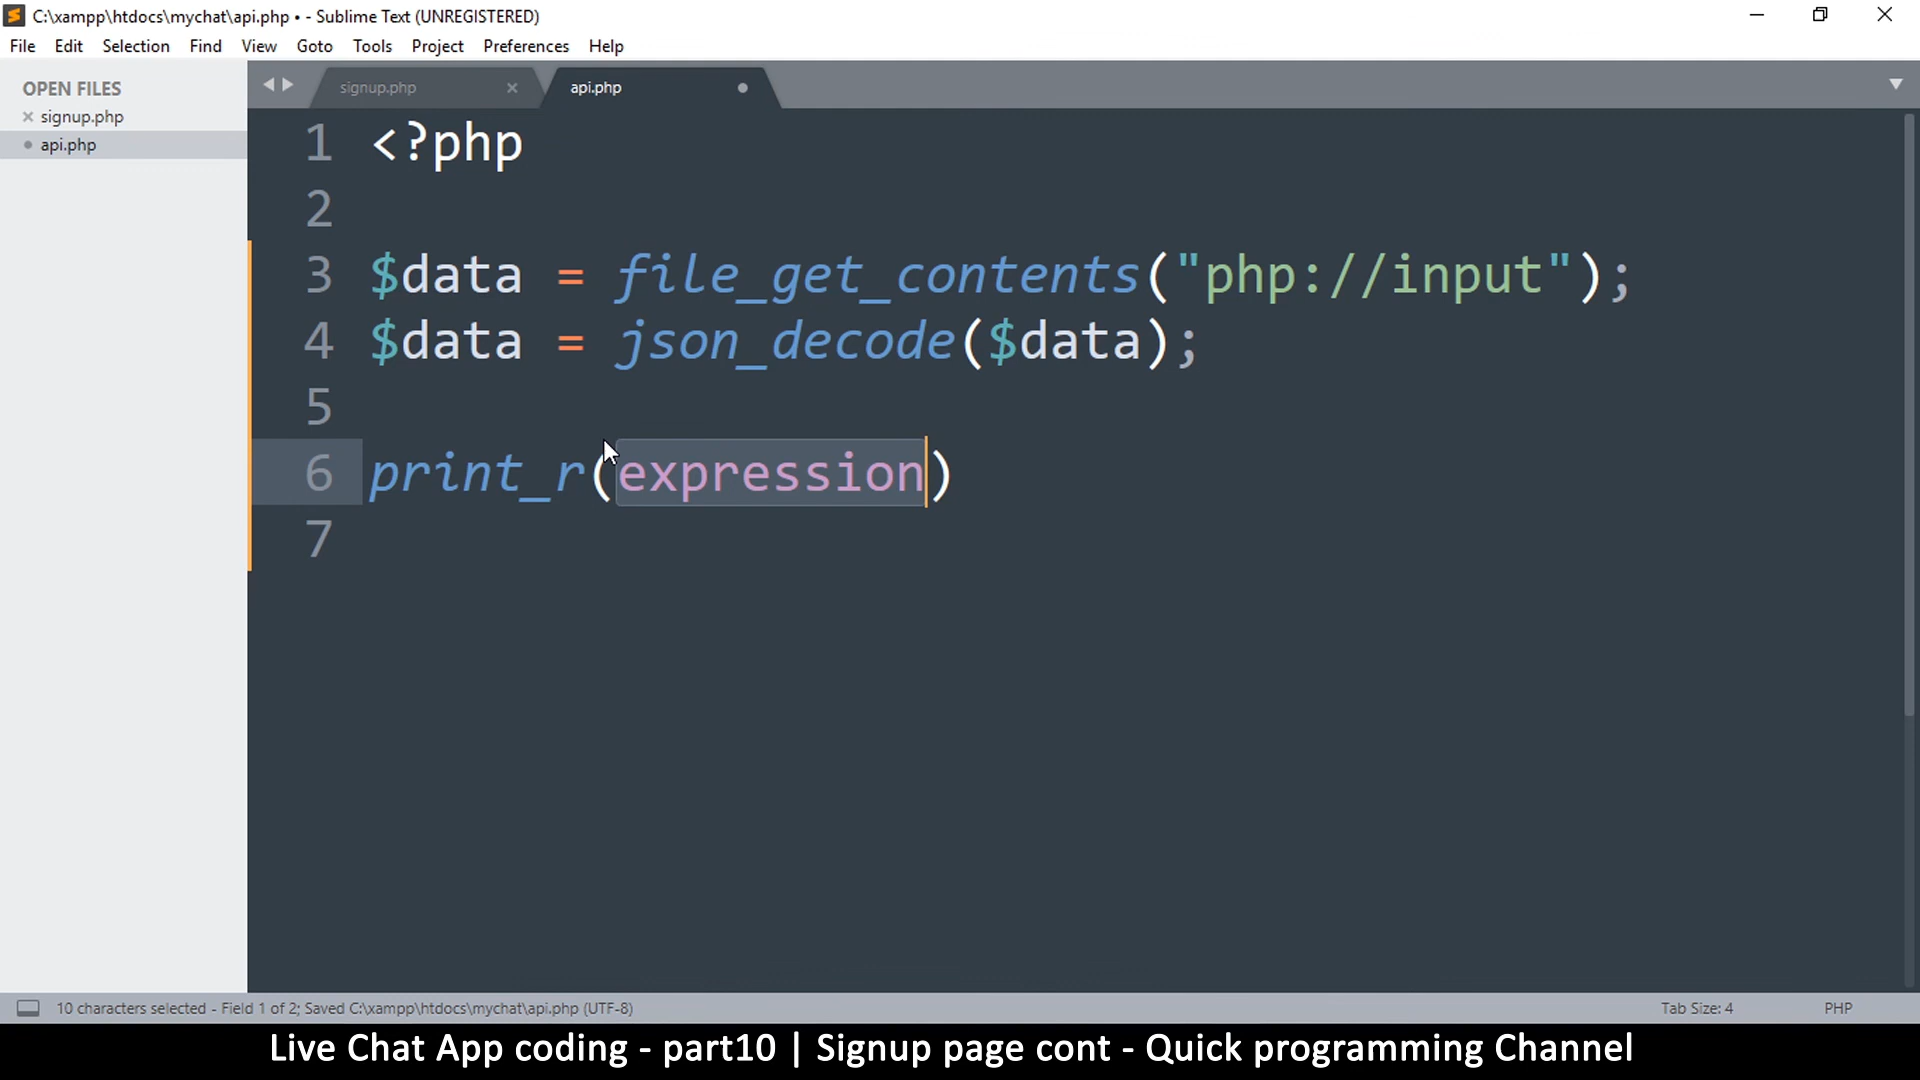 C:\xampp\htdocs\mychat\api.php • - Sublime Text (UNREGISTERED)
File Edit Selection Find View Goto Tools Project Preferences Help
OPEN FILES
signup.php
api.php
signup.php
api.php
1 <?php
2
3 $data = file_get_contents("php://input");
4 $data = json_decode($data);
5
6 print_r(expression)
7
10 characters selected - Field 1 of 2; Saved C:\xampp\htdocs\mychat\api.php (UTF-8)
Tab Size: 4
PHP
Live Chat App coding - part10 | Signup page cont - Quick programming Channel